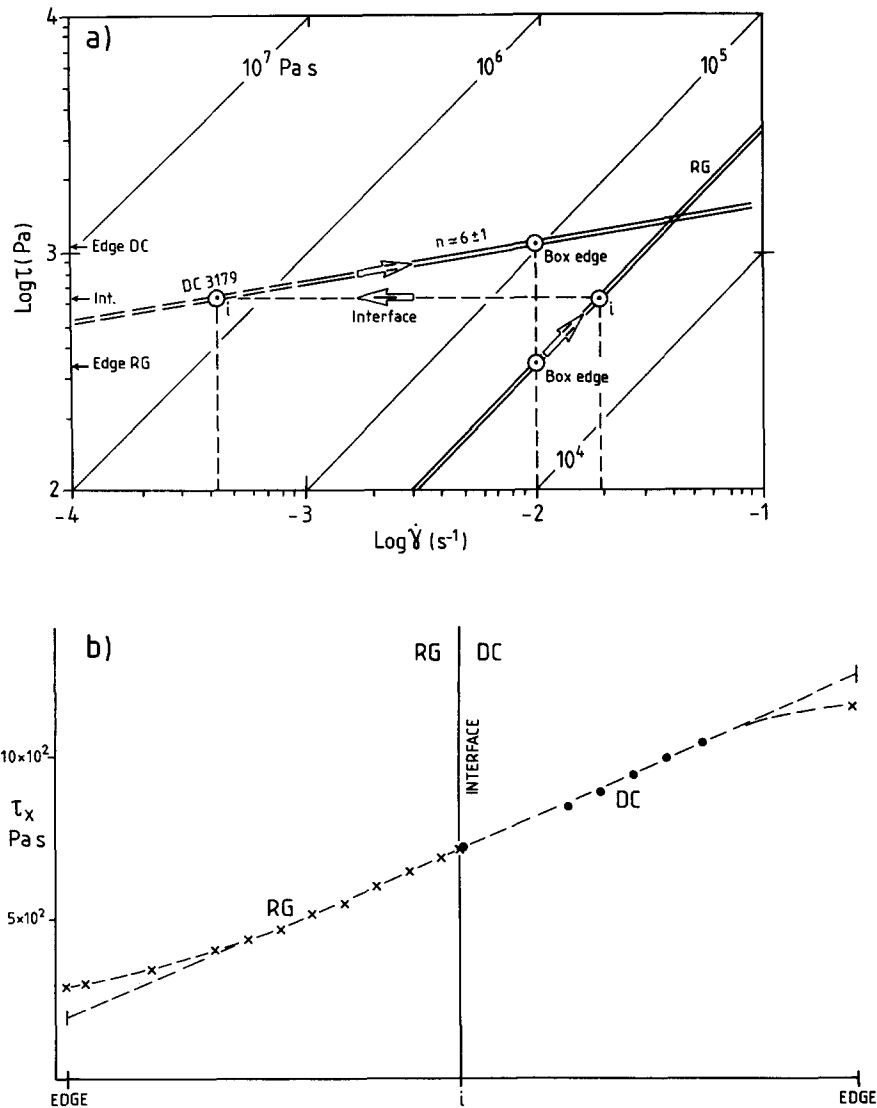 a)
4
10⁷ Pa s
10⁶
10⁵
RG
Edge DC
3
n ≃ 6 ± 1
Box edge
DC 3179
Int.
i
Interface
i
Log τ (Pa)
Edge RG
Box edge
10⁴
2
-4
-3
-2
-1
Log γ̇ (s⁻¹)
b)
RG
DC
INTERFACE
10×10²
τx
Pa s
DC
RG
5×10²
EDGE
i
EDGE